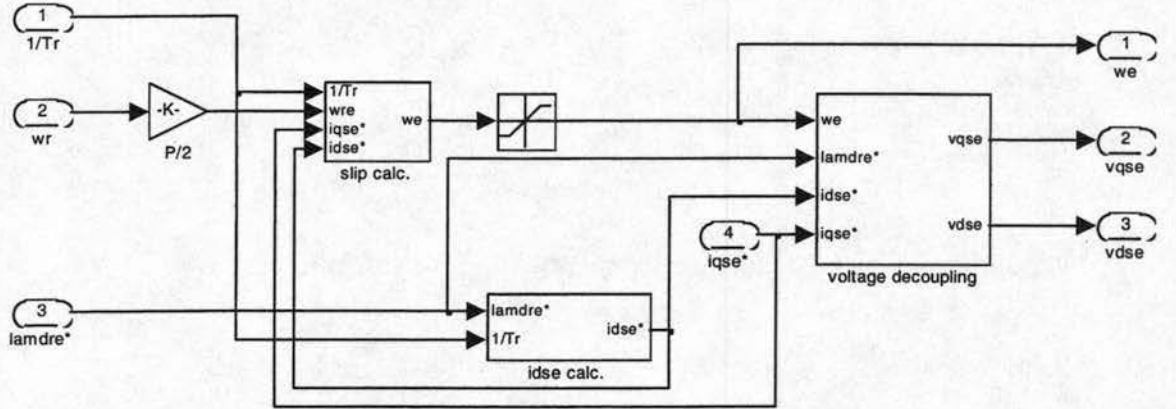 1
1/Tr
2
wr
-K-
P/2
1/Tr
wre
iqse*
idse*
we
slip calc.
1
we
we
lamdre*
idse*
iqse*
vqse
vdse
voltage decoupling
2
vqse
3
vdse
4
iqse*
3
lamdre*
lamdre*
1/Tr
idse*
idse calc.